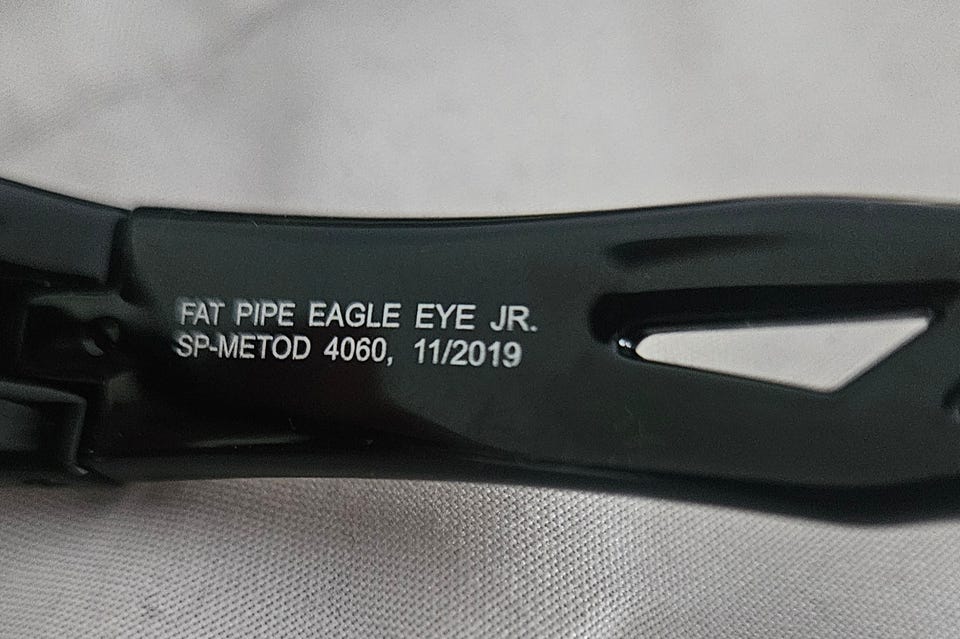 FAT PIPE EAGLE EYE JR.
SP-METOD 4060, 11/2019